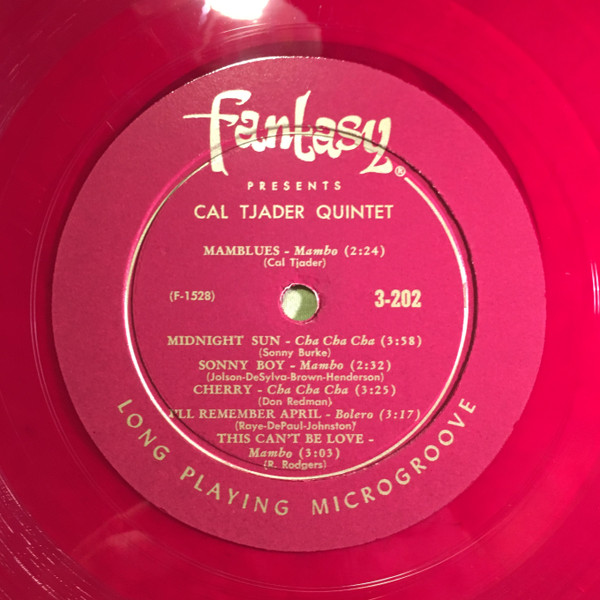 Fantasy®
PRESENTS
CAL TJADER QUINTET
MAMBLUES - Mambo (2:24)
(Cal Tjader)
(F-1528) 3-202
MIDNIGHT SUN - Cha Cha Cha (3:58)
(Sonny Burke)
SONNY BOY - Mambo (2:32)
(Jolson-DeSylva-Brown-Henderson)
CHERRY - Cha Cha Cha (3:25)
(Don Redman)
I'LL REMEMBER APRIL - Bolero (3:17)
(Raye-DePaul-Johnston)
THIS CAN'T BE LOVE -
Mambo (3:03)
(R. Rodgers)
LONG PLAYING MICROGROOVE